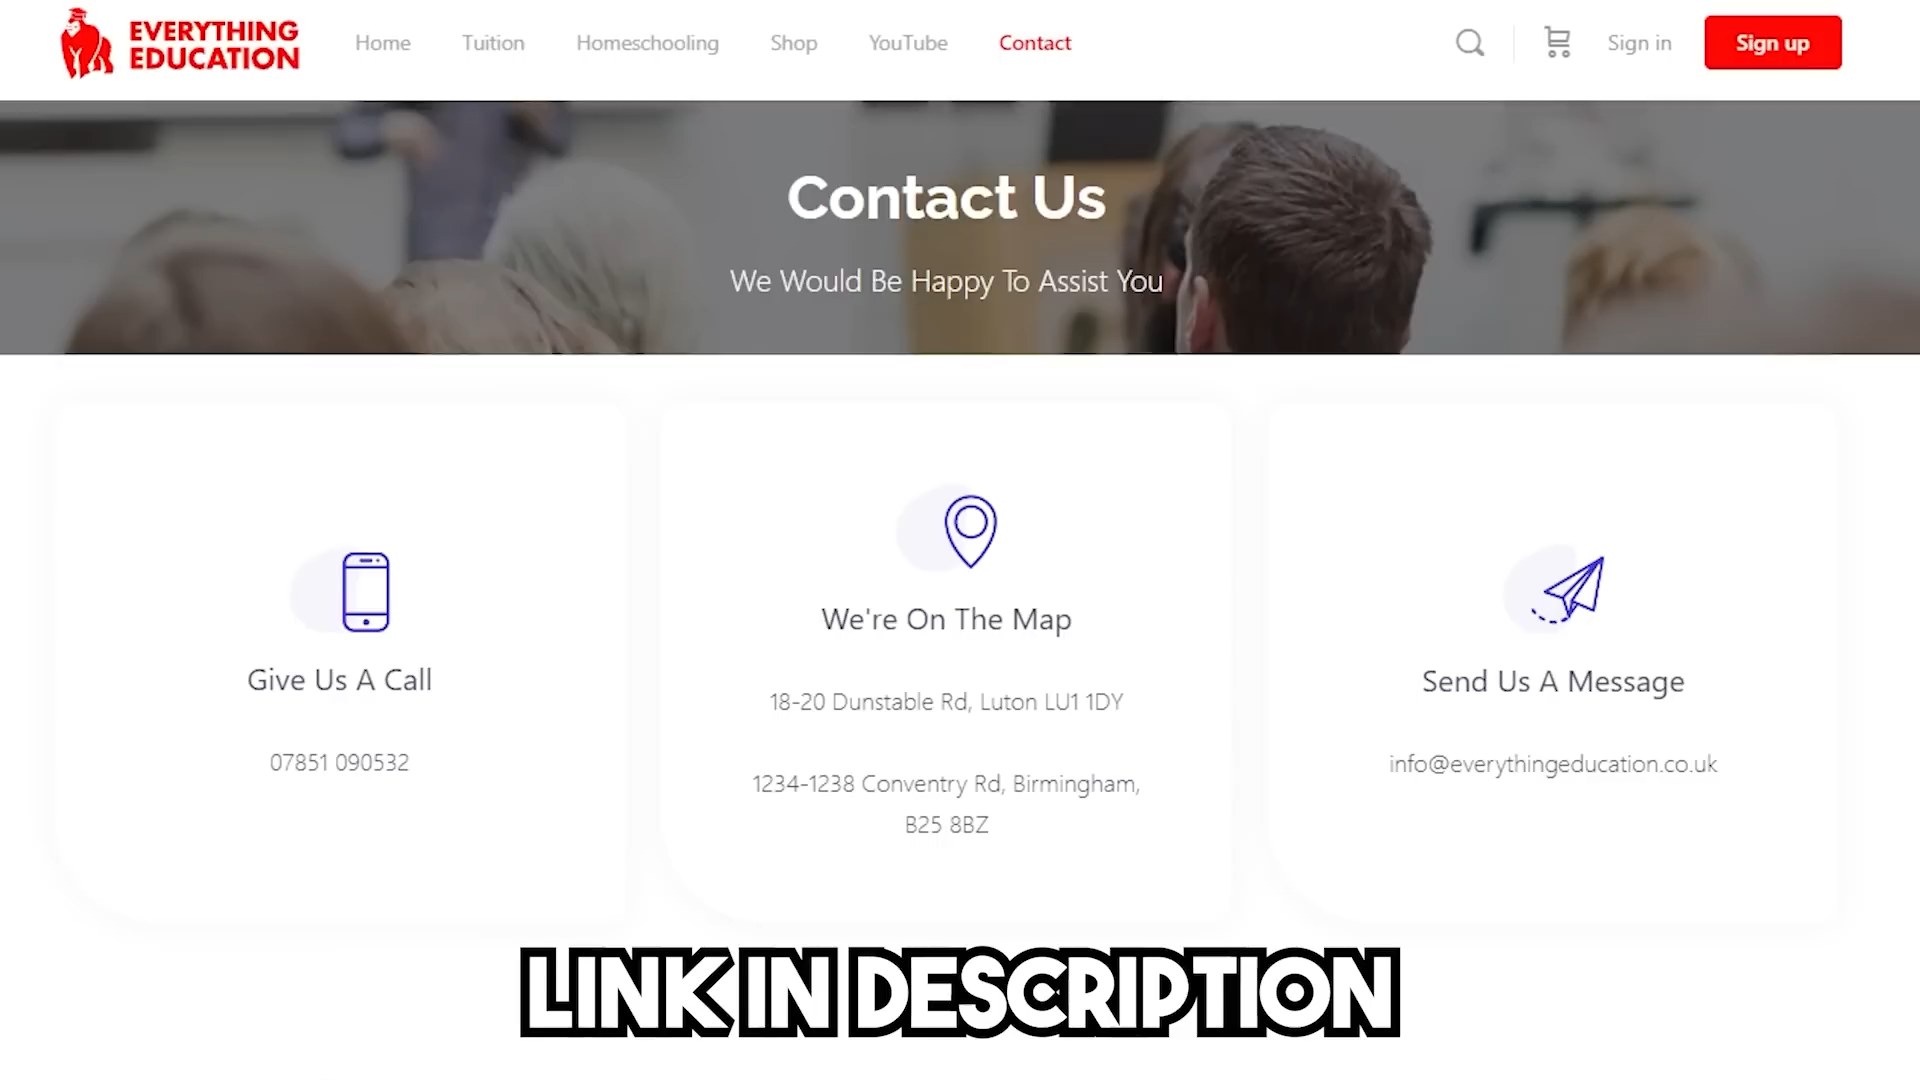 EVERYTHING
EDUCATION
Home Tuition Homeschooling Shop YouTube Contact Sign in Sign up
Contact Us
We Would Be Happy To Assist You
Give Us A Call
07851 090532
We're On The Map
18-20 Dunstable Rd, Luton LU1 1DY
1234-1238 Conventry Rd, Birmingham,
B25 8BZ
Send Us A Message
info@everythingeducation.co.uk
LINK IN DESCRIPTION